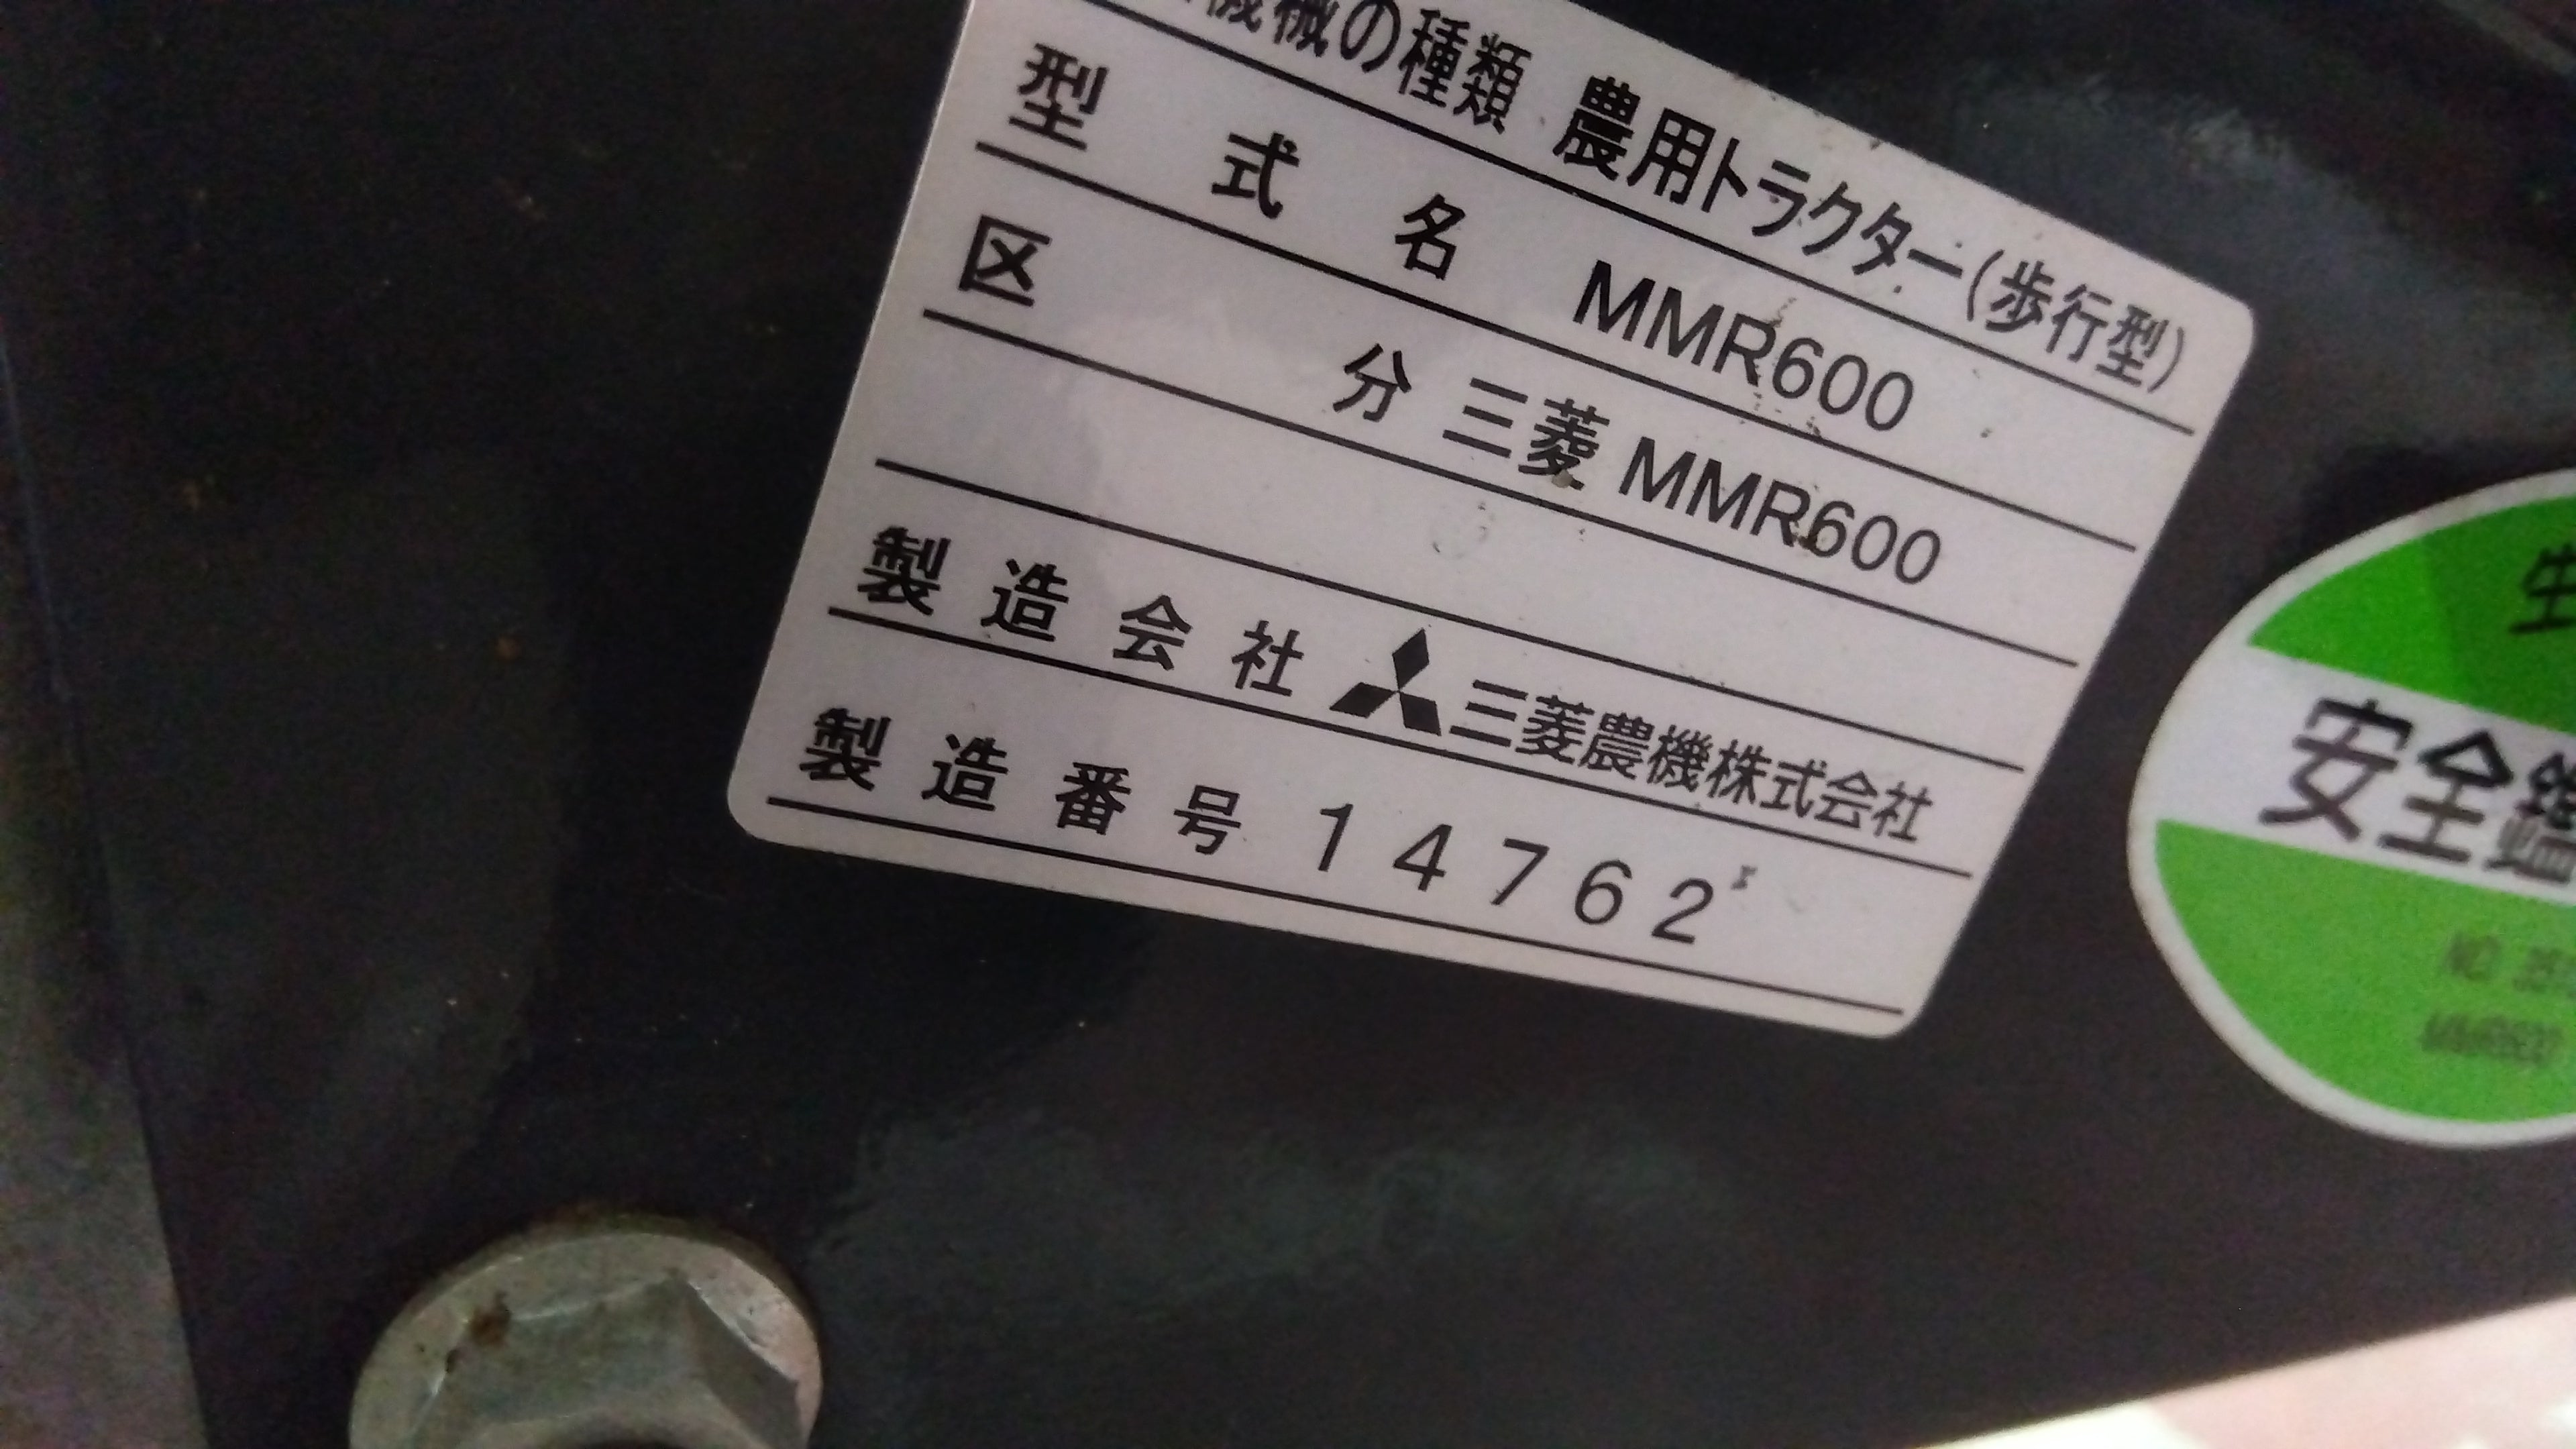 機械の種類 農用トラクター(歩行型)
型式名 MMR600
区分 三菱 MMR600
製造会社 三菱農機株式会社
製造番号 14762
安全鑑